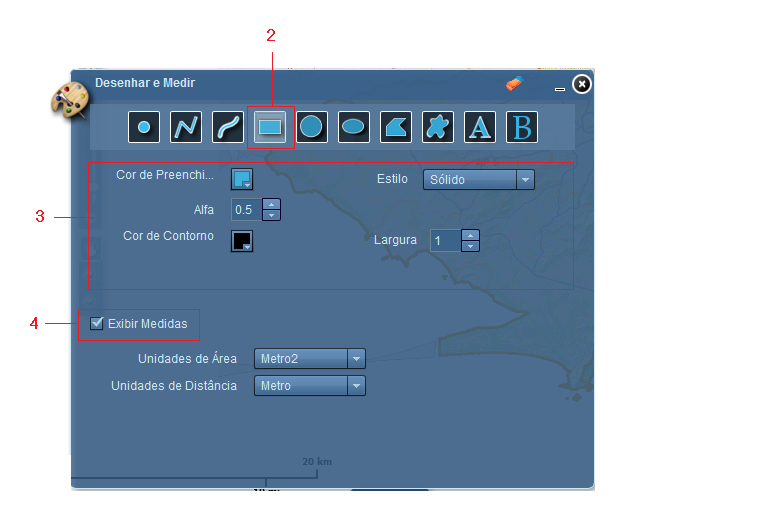 2
Desenhar e Medir
A B
Cor de Preenchi... Estilo Sólido
3 Alfa 0.5
Cor de Contorno Largura 1
4 Exibir Medidas
Unidades de Área Metro2
Unidades de Distância Metro
20 km